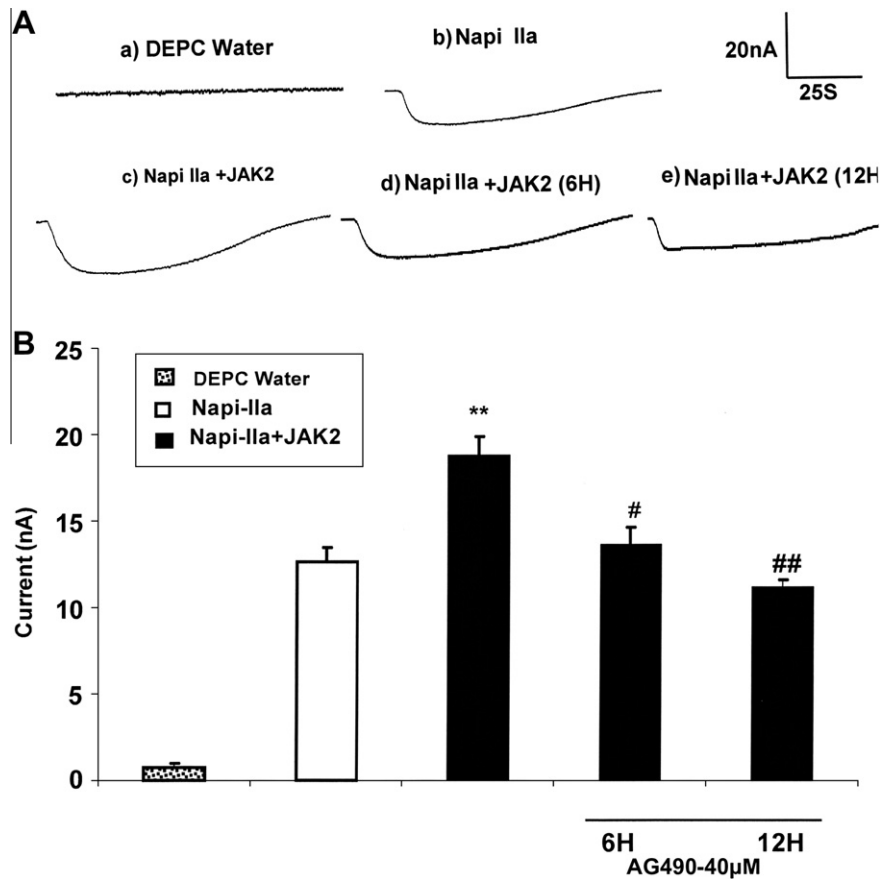 A
a) DEPC Water
b) Napi IIa
20nA
25S
c) Napi IIa +JAK2
d) Napi IIa +JAK2 (6H)
e) Napi IIa+JAK2 (12H
B
25
20
15
10
5
0
Current (nA)
DEPC Water
Napi-IIa
Napi-IIa+JAK2
**
#
##
6H
12H
AG490-40µM